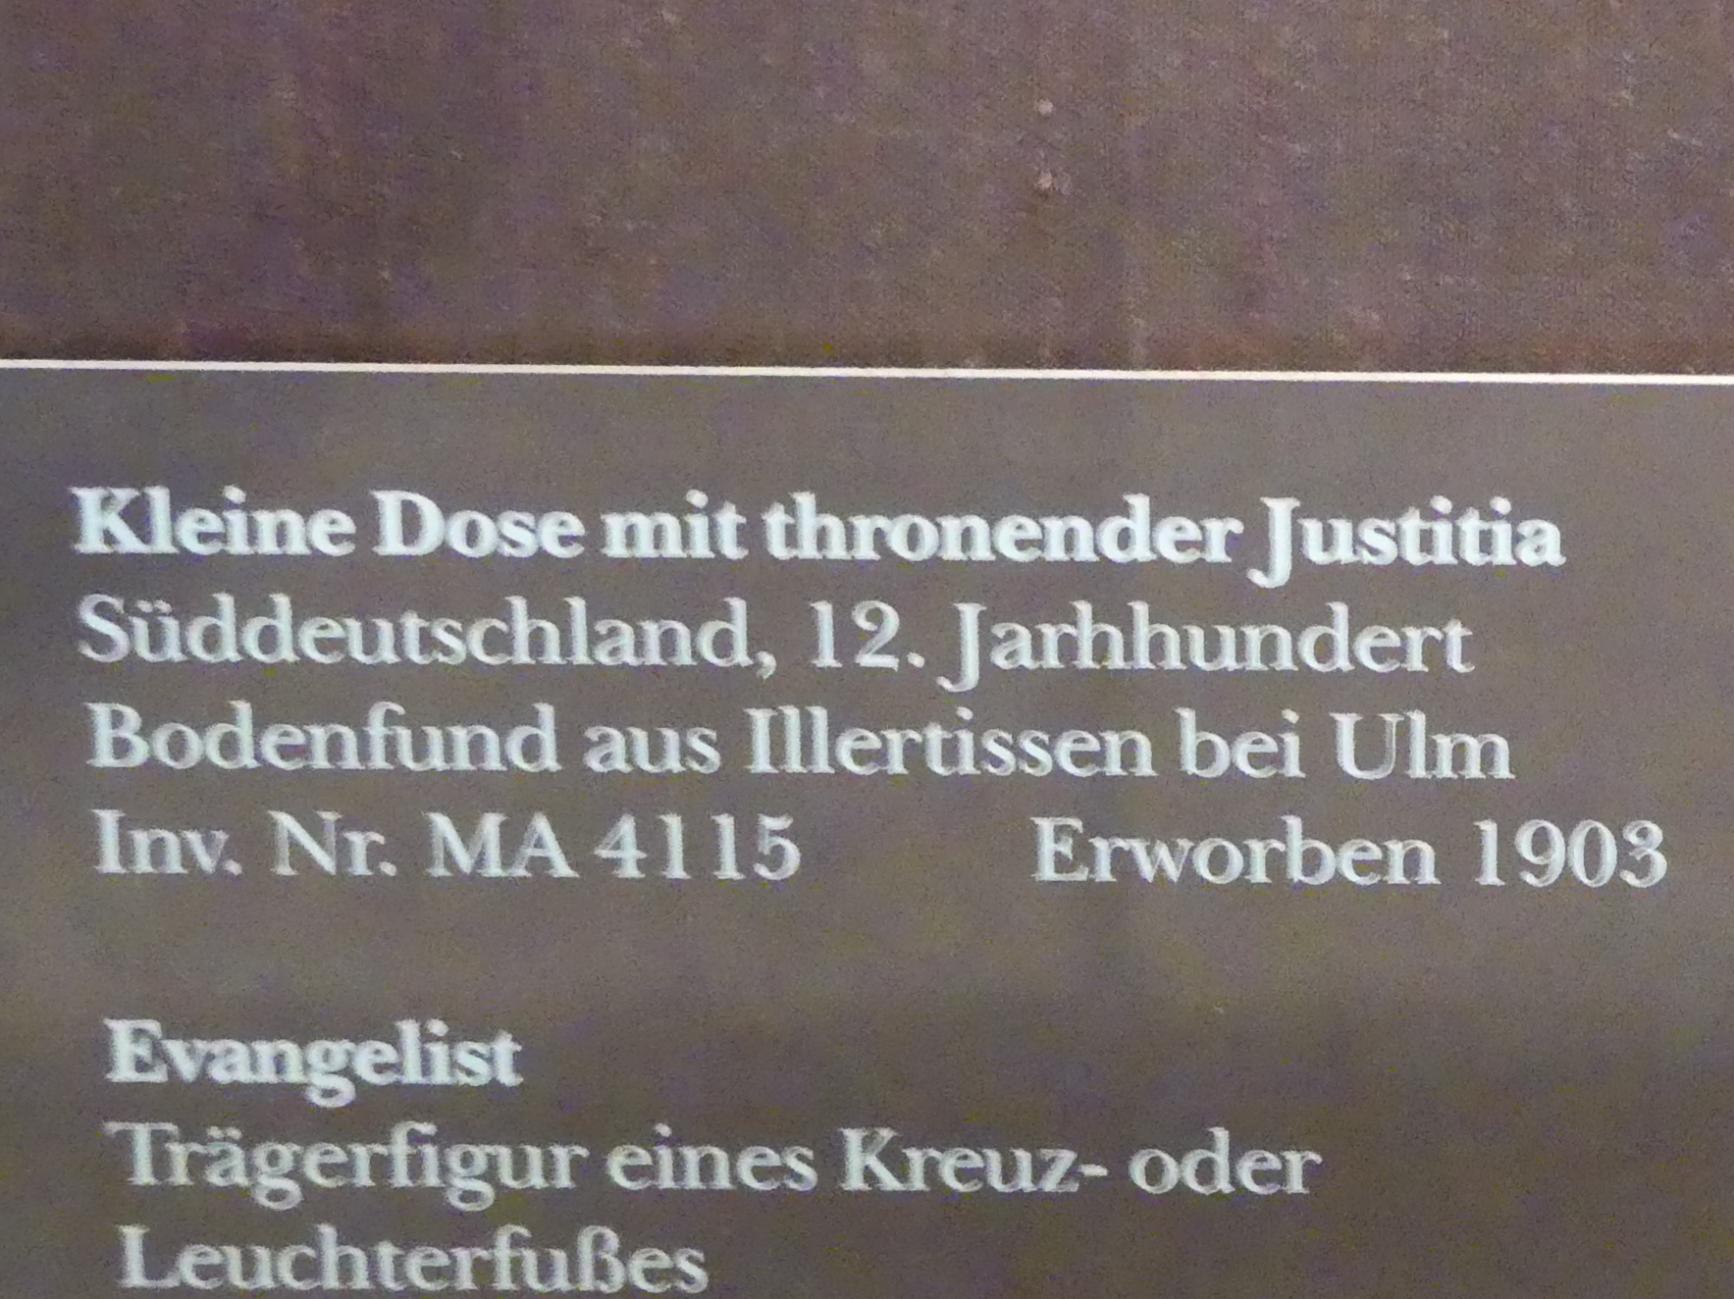 Kleine Dose mit thronender Justitia
Süddeutschland, 12. Jarhhundert
Bodenfund aus Illertissen bei Ulm
Inv. Nr. MA 4115 Erworben 1903
Evangelist
Trägerfigur eines Kreuz- oder
Leuchterfußes